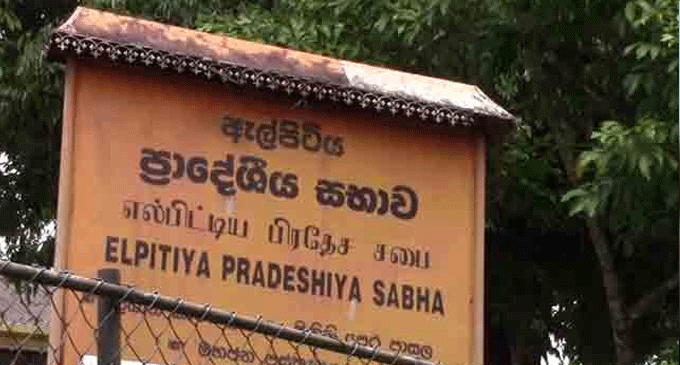 ඇල්පිටිය
ප්‍රාදේශීය සභාව
எல்பிட்டிய பிரதேச சபை
ELPITIYA PRADESHIYA SABHA